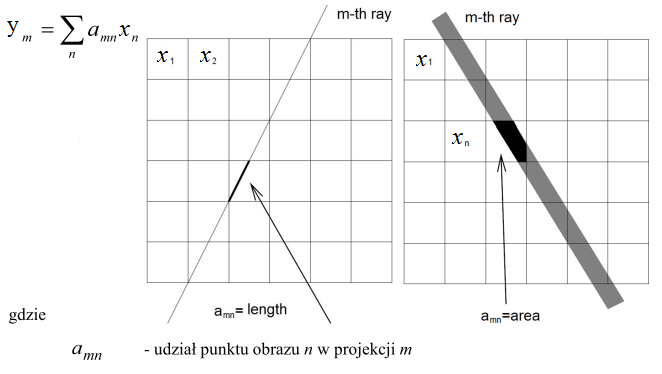 y_m = ∑_n a_mn x_n
m-th ray
x_1 x_2
a_mn= length
m-th ray
x_1
x_n
a_mn=area
gdzie
a_mn - udział punktu obrazu n w projekcji m